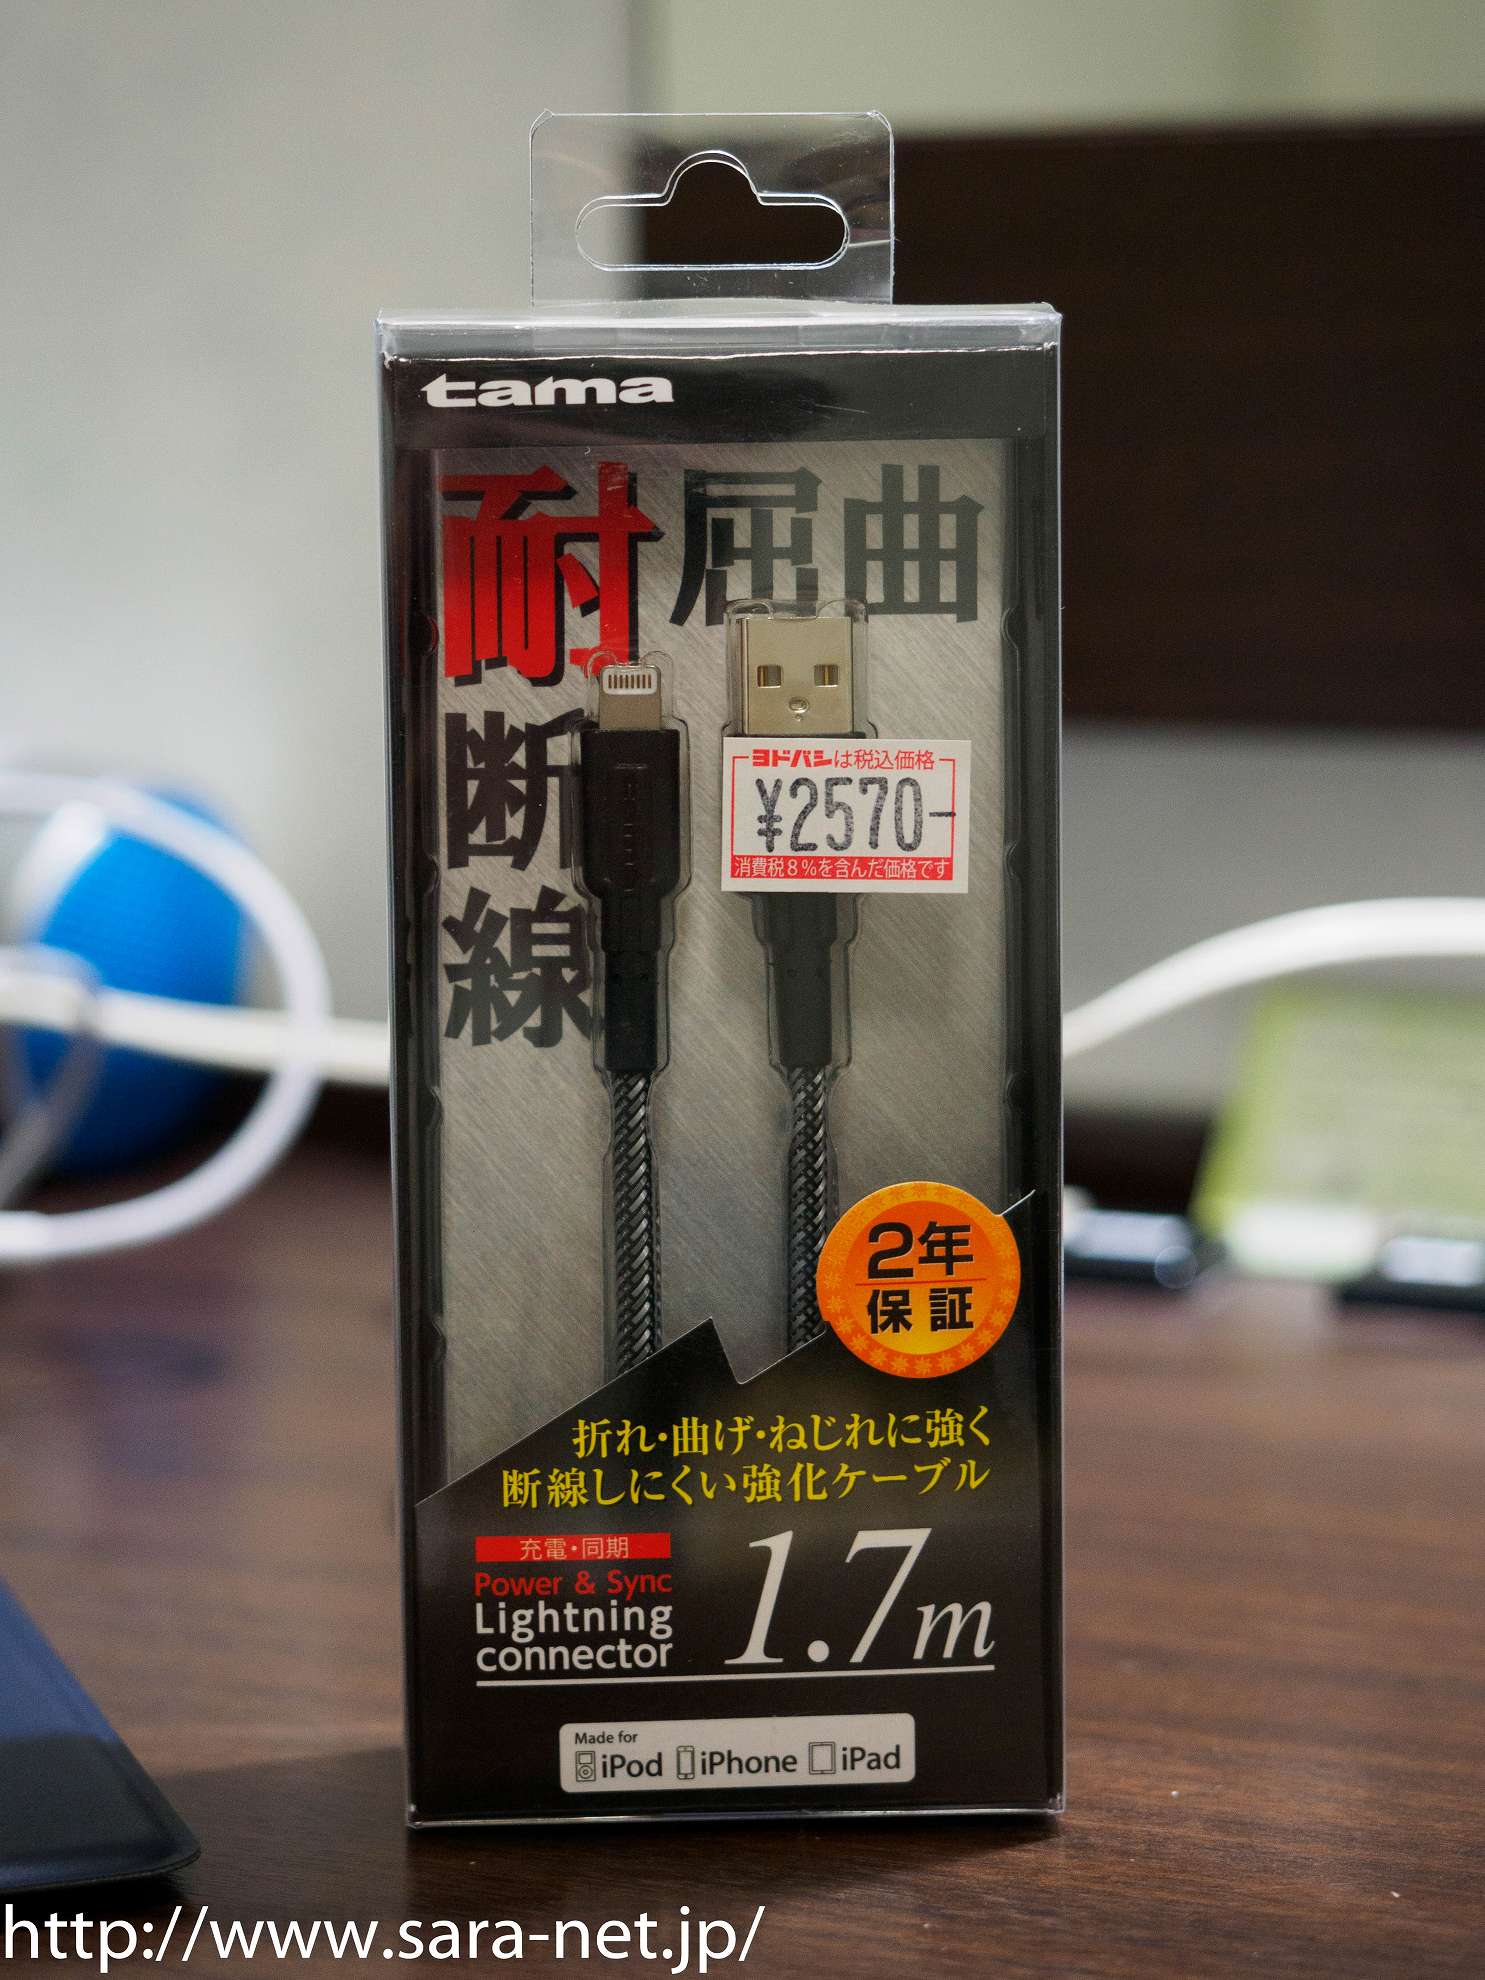 tama
耐屈曲
断線
ヨドバシは税込価格
¥2570-
消費税8%を含んだ価格です
2年
保証
折れ・曲げ・ねじれに強く
断線しにくい強化ケーブル
充電・同期
Power & Sync
Lightning
connector
1.7m
Made for
iPod iPhone iPad
http://www.sara-net.jp/